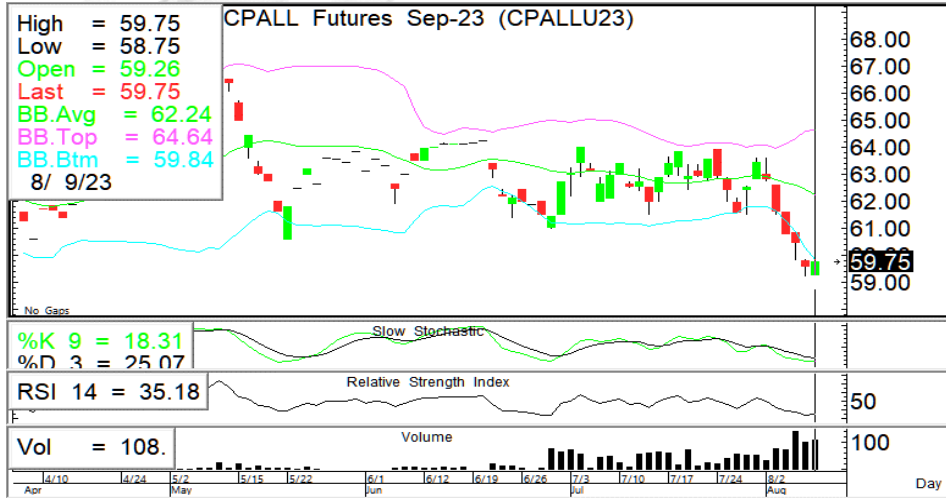 CPALL Futures Sep-23 (CPALLU23)
High = 59.75
Low = 58.75
Open = 59.26
Last = 59.75
BB.Avg = 62.24
BB.Top = 64.64
BB.Btm = 59.84
8/ 9/23
68.00
67.00
66.00
65.00
64.00
63.00
62.00
61.00
59.75
59.00
No Gaps
Slow Stochastic
%K 9 = 18.31
%D 3 = 25.07
Relative Strength Index
RSI 14 = 35.18
50
Volume
Vol = 108.
100
4/10 4/24 5/2 5/15 5/22 6/1 6/12 6/19 6/26 7/3 7/10 7/17 7/24 8/2
Apr May Jun Jul Aug
Day